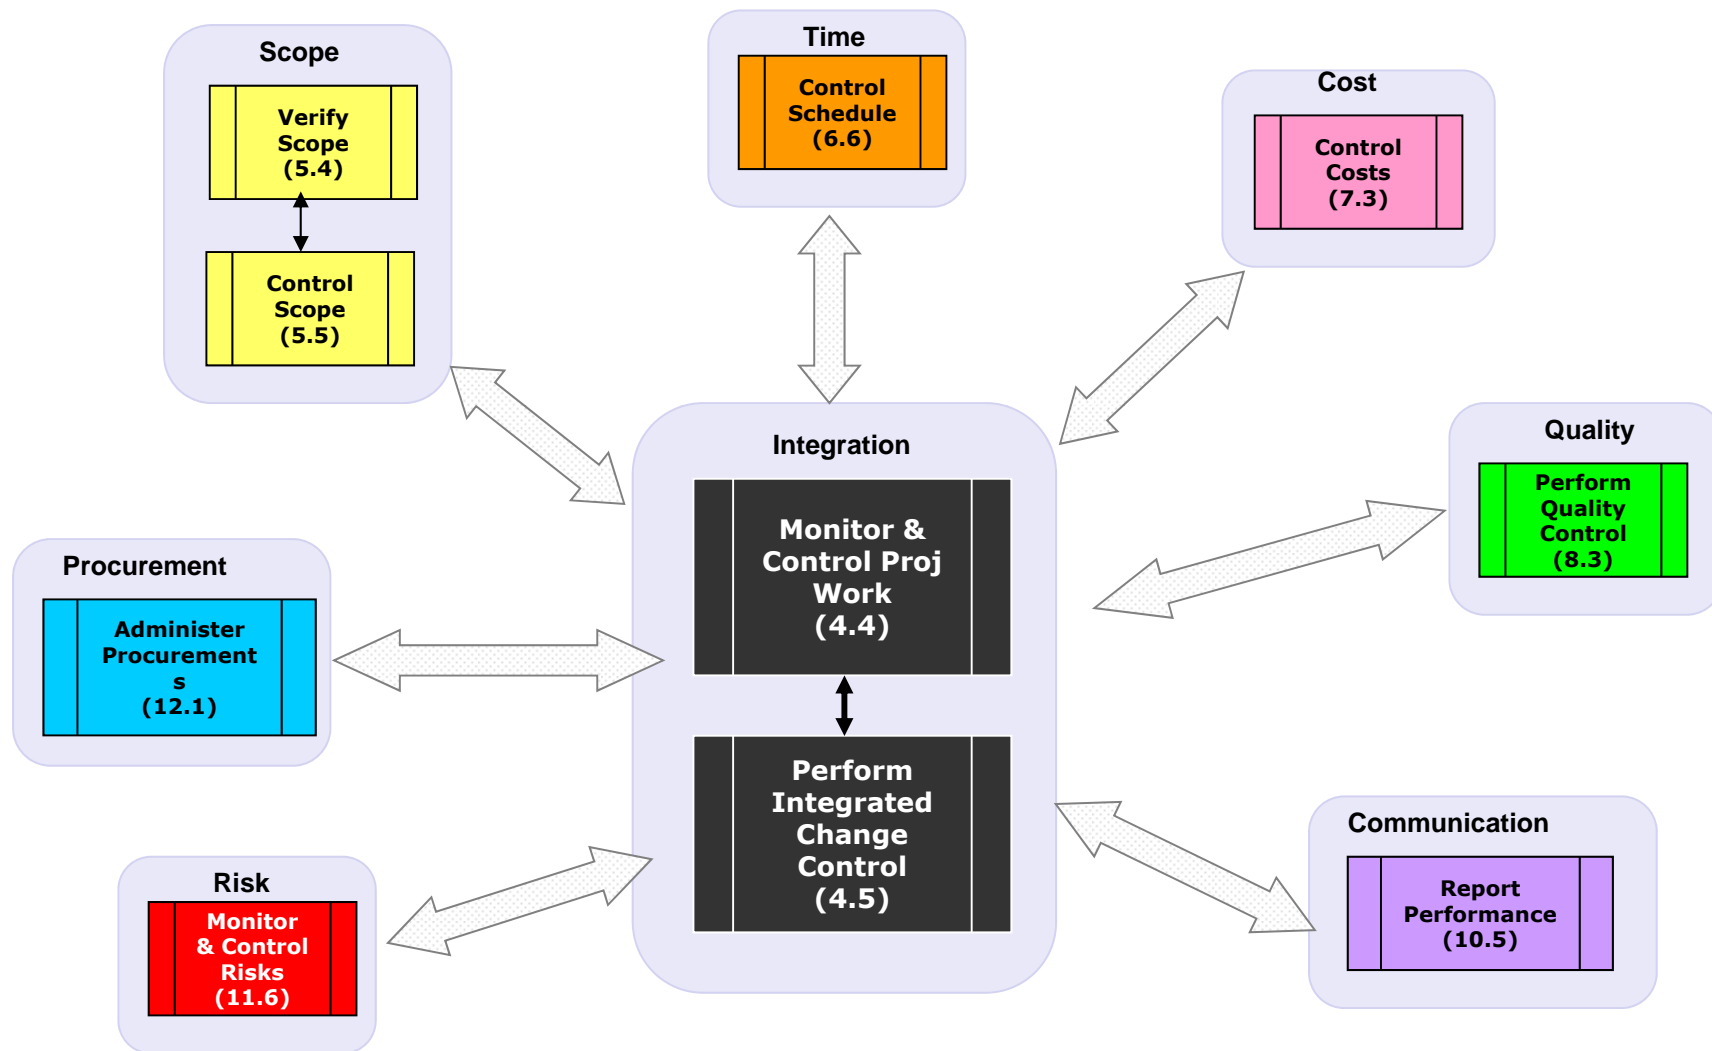 Scope
Verify
Scope
(5.4)
Control
Scope
(5.5)
Time
Control
Schedule
(6.6)
Cost
Control
Costs
(7.3)
Integration
Monitor &
Control Proj
Work
(4.4)
Perform
Integrated
Change
Control
(4.5)
Quality
Perform
Quality
Control
(8.3)
Procurement
Administer
Procurement
s
(12.1)
Risk
Monitor
& Control
Risks
(11.6)
Communication
Report
Performance
(10.5)